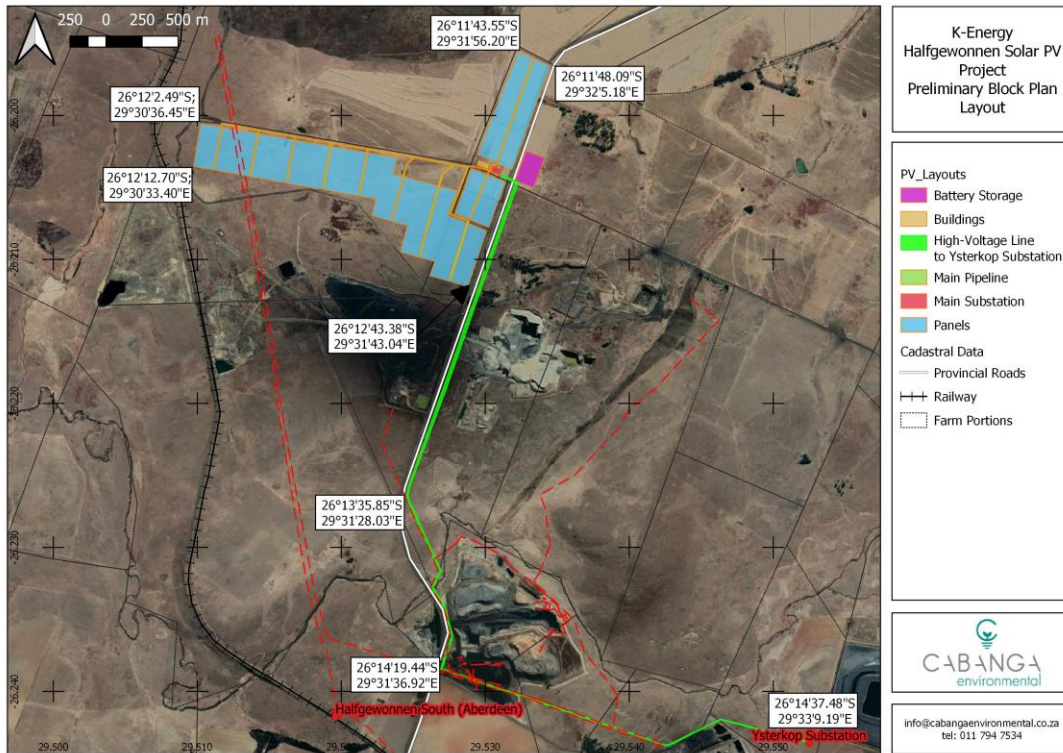 250 0 250 500 m
26°11'43.55"S
29°31'56.20"E
26°11'48.09"S
29°32'5.18"E
26°12'2.49"S;
29°30'36.45"E
26°12'12.70"S;
29°30'33.40"E
26°12'43.38"S
29°31'43.04"E
26°13'35.85"S
29°31'28.03"E
26°14'19.44"S
29°31'36.92"E
Halfgewonnen South (Aberdeen)
26°14'37.48"S
29°33'9.19"E
Ysterkop Substation
-26.200
-26.210
-26.220
-26.230
-26.240
29.500 29.510 29.520 29.530 29.540 29.550
K-Energy
Halfgewonnen Solar PV
Project
Preliminary Block Plan
Layout
PV_Layouts
Battery Storage
Buildings
High-Voltage Line
to Ysterkop Substation
Main Pipeline
Main Substation
Panels
Cadastral Data
Provincial Roads
Railway
Farm Portions
CABANGA
environmental
info@cabangaenvironmental.co.za
tel: 011 794 7534